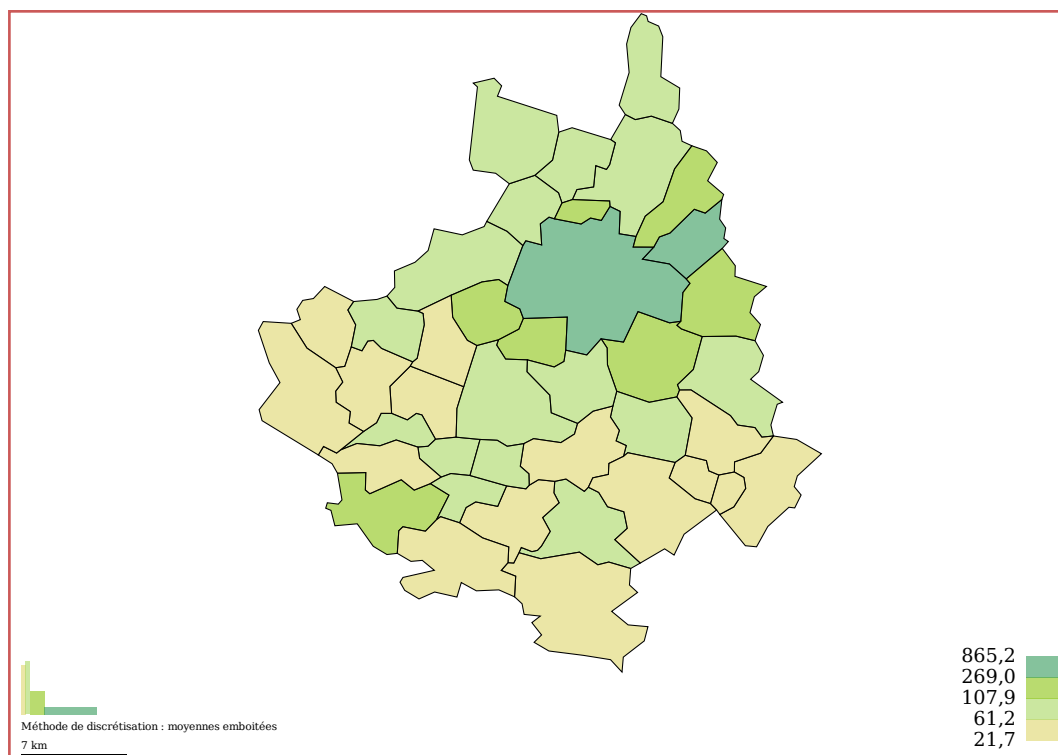 865,2
269,0
107,9
61,2
21,7
Méthode de discrétisation : moyennes emboitées
7 km